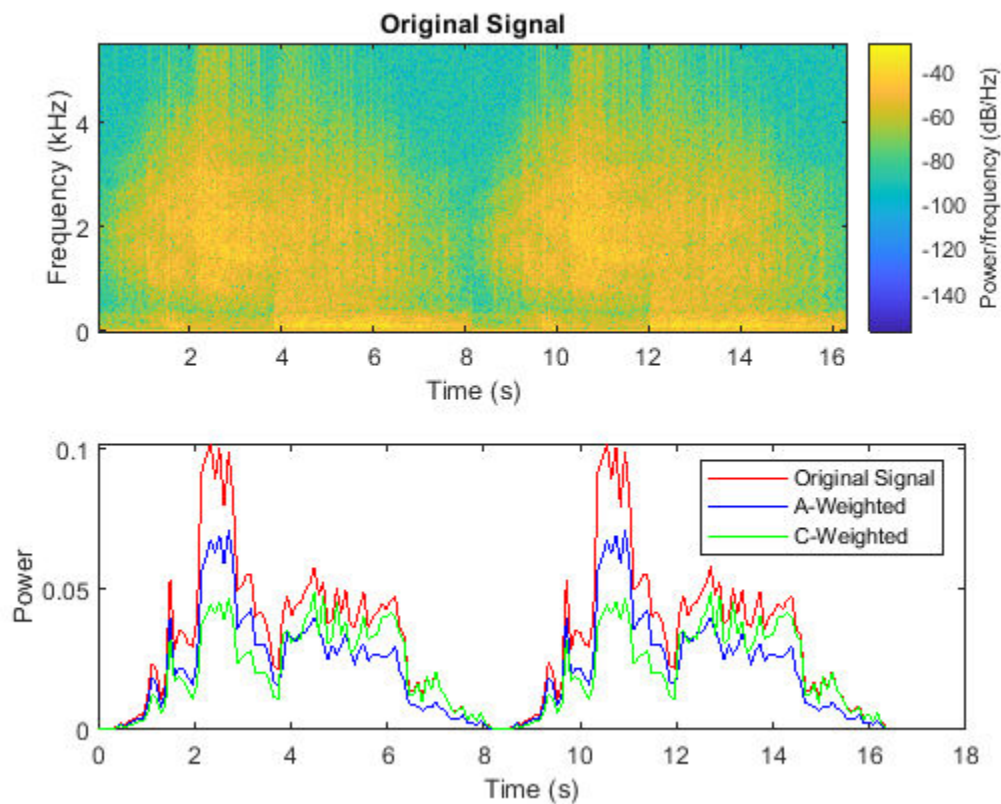 Original Signal
Frequency (kHz)
4
2
0
2 4 6 8 10 12 14 16
Time (s)
-40
-60
-80
-100
-120
-140
Power/frequency (dB/Hz)
Power
0.1
0.05
0
0 2 4 6 8 10 12 14 16 18
Time (s)
Original Signal
A-Weighted
C-Weighted